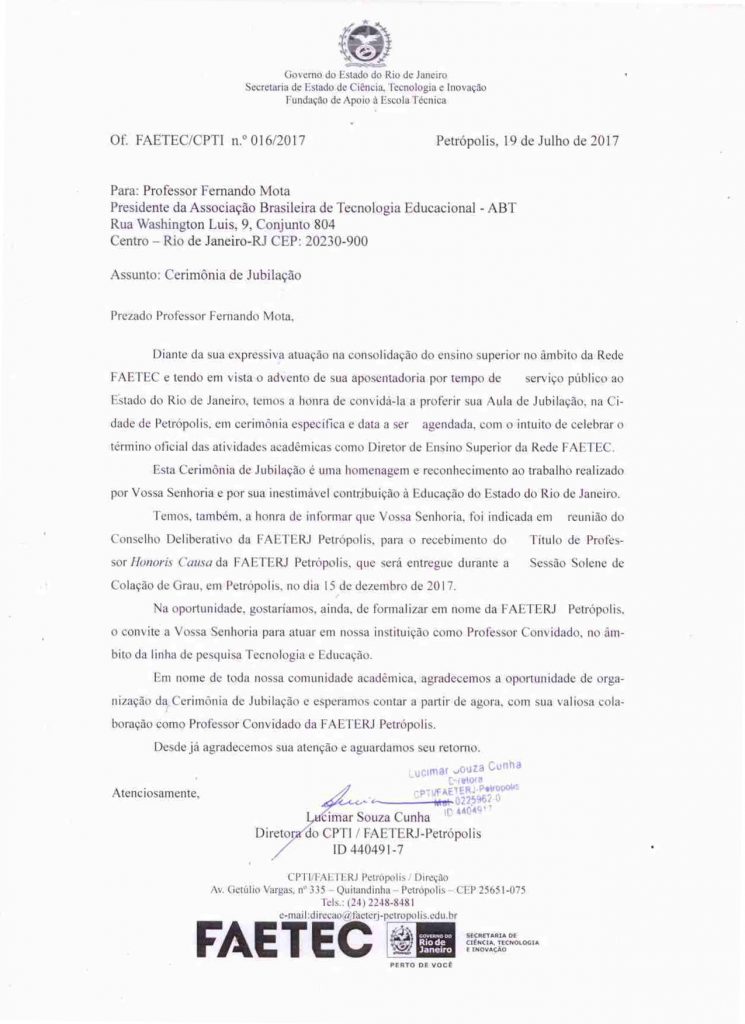 Governo do Estado do Rio de Janeiro
Secretaria de Estado de Ciência, Tecnologia e Inovação
Fundação de Apoio à Escola Técnica
Of. FAETEC/CPTI n.º 016/2017 Petrópolis, 19 de Julho de 2017
Para: Professor Fernando Mota
Presidente da Associação Brasileira de Tecnologia Educacional - ABT
Rua Washington Luis, 9, Conjunto 804
Centro – Rio de Janeiro-RJ CEP: 20230-900
Assunto: Cerimônia de Jubilação
Prezado Professor Fernando Mota,
Diante da sua expressiva atuação na consolidação do ensino superior no âmbito da Rede
FAETEC e tendo em vista o advento de sua aposentadoria por tempo de serviço público ao
Estado do Rio de Janeiro, temos a honra de convidá-la a proferir sua Aula de Jubilação, na Ci-
dade de Petrópolis, em cerimônia específica e data a ser agendada, com o intuito de celebrar o
término oficial das atividades acadêmicas como Diretor de Ensino Superior da Rede FAETEC.
Esta Cerimônia de Jubilação é uma homenagem e reconhecimento ao trabalho realizado
por Vossa Senhoria e por sua inestimável contribuição à Educação do Estado do Rio de Janeiro.
Temos, também, a honra de informar que Vossa Senhoria, foi indicada em reunião do
Conselho Deliberativo da FAETERJ Petrópolis, para o recebimento do Título de Profes-
sor Honoris Causa da FAETERJ Petrópolis, que será entregue durante a Sessão Solene de
Colação de Grau, em Petrópolis, no dia 15 de dezembro de 2017.
Na oportunidade, gostaríamos, ainda, de formalizar em nome da FAETERJ Petrópolis,
o convite a Vossa Senhoria para atuar em nossa instituição como Professor Convidado, no âm-
bito da linha de pesquisa Tecnologia e Educação.
Em nome de toda nossa comunidade acadêmica, agradecemos a oportunidade de orga-
nização da Cerimônia de Jubilação e esperamos contar a partir de agora, com sua valiosa cola-
boração como Professor Convidado da FAETERJ Petrópolis.
Desde já agradecemos sua atenção e aguardamos seu retorno.
Lucimar Souza Cunha
Diretora
CPTI/FAETERJ-Petrópolis
Mat 0225962-0
ID 440491-7
Atenciosamente,
Lucimar Souza Cunha
Diretora do CPTI / FAETERJ-Petrópolis
ID 440491-7
CPTI/FAETERJ Petrópolis / Direção
Av. Getúlio Vargas, nº 335 – Quitandinha – Petrópolis – CEP 25651-075
Tels.: (24) 2248-8481
e-mail:direcao@faeterj-petropolis.edu.br
FAETEC
GOVERNO DO
Rio de
Janeiro
SECRETARIA DE
CIÊNCIA, TECNOLOGIA
E INOVAÇÃO
PERTO DE VOCÊ